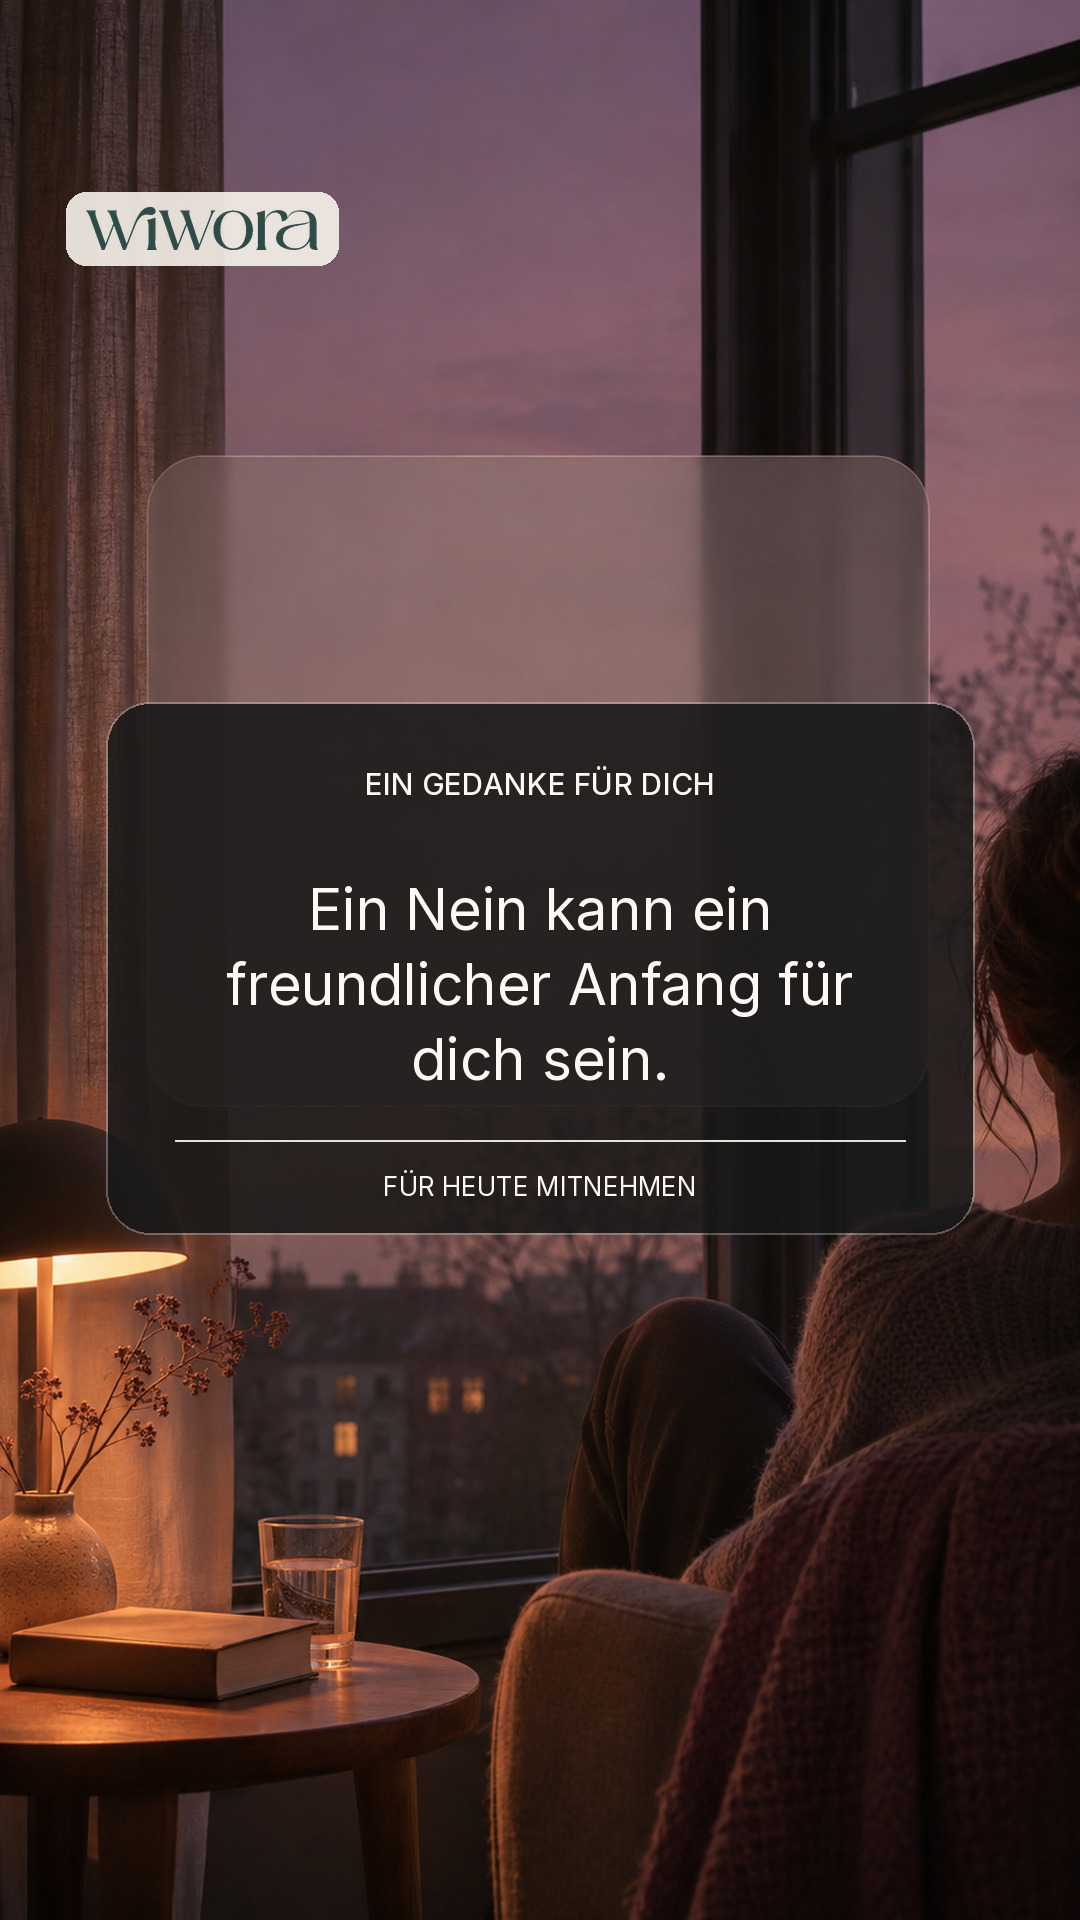 wiwora
EIN GEDANKE FÜR DICH
Ein Nein kann ein
freundlicher Anfang für
dich sein.
FÜR HEUTE MITNEHMEN